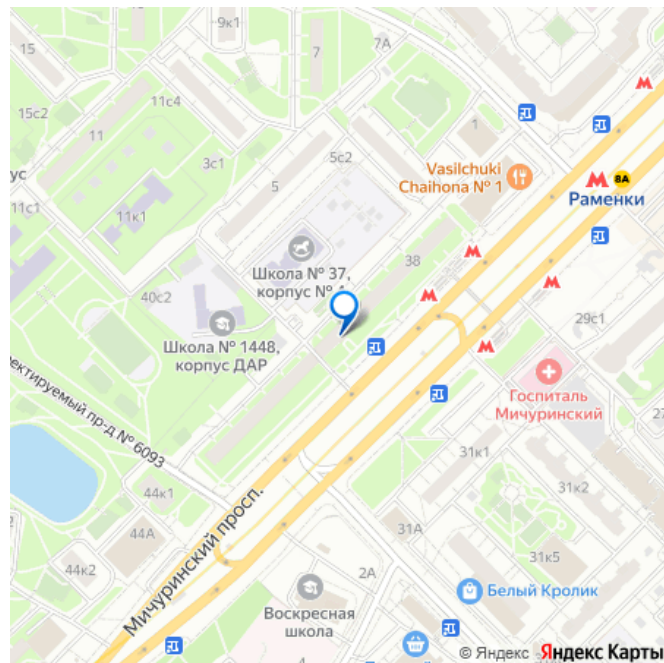 9к1
15
7А
7
15с2
11с4
11
3с1
5с2
1
Vasilchuki
Chaihona № 1
8А
Раменки
ус
11с1
11к1
5
Школа № 37,
корпус №
38
40с2
Школа № 1448,
корпус ДАР
29с1
Госпиталь
Мичуринский
27
ектируемый пр-д № 6093
31к1
31к2
44к1
Мичуринский просп.
44А
31А
31к5
44к2
2А
Белый Кролик
Воскресная
школа
© Яндекс Яндекс Карты